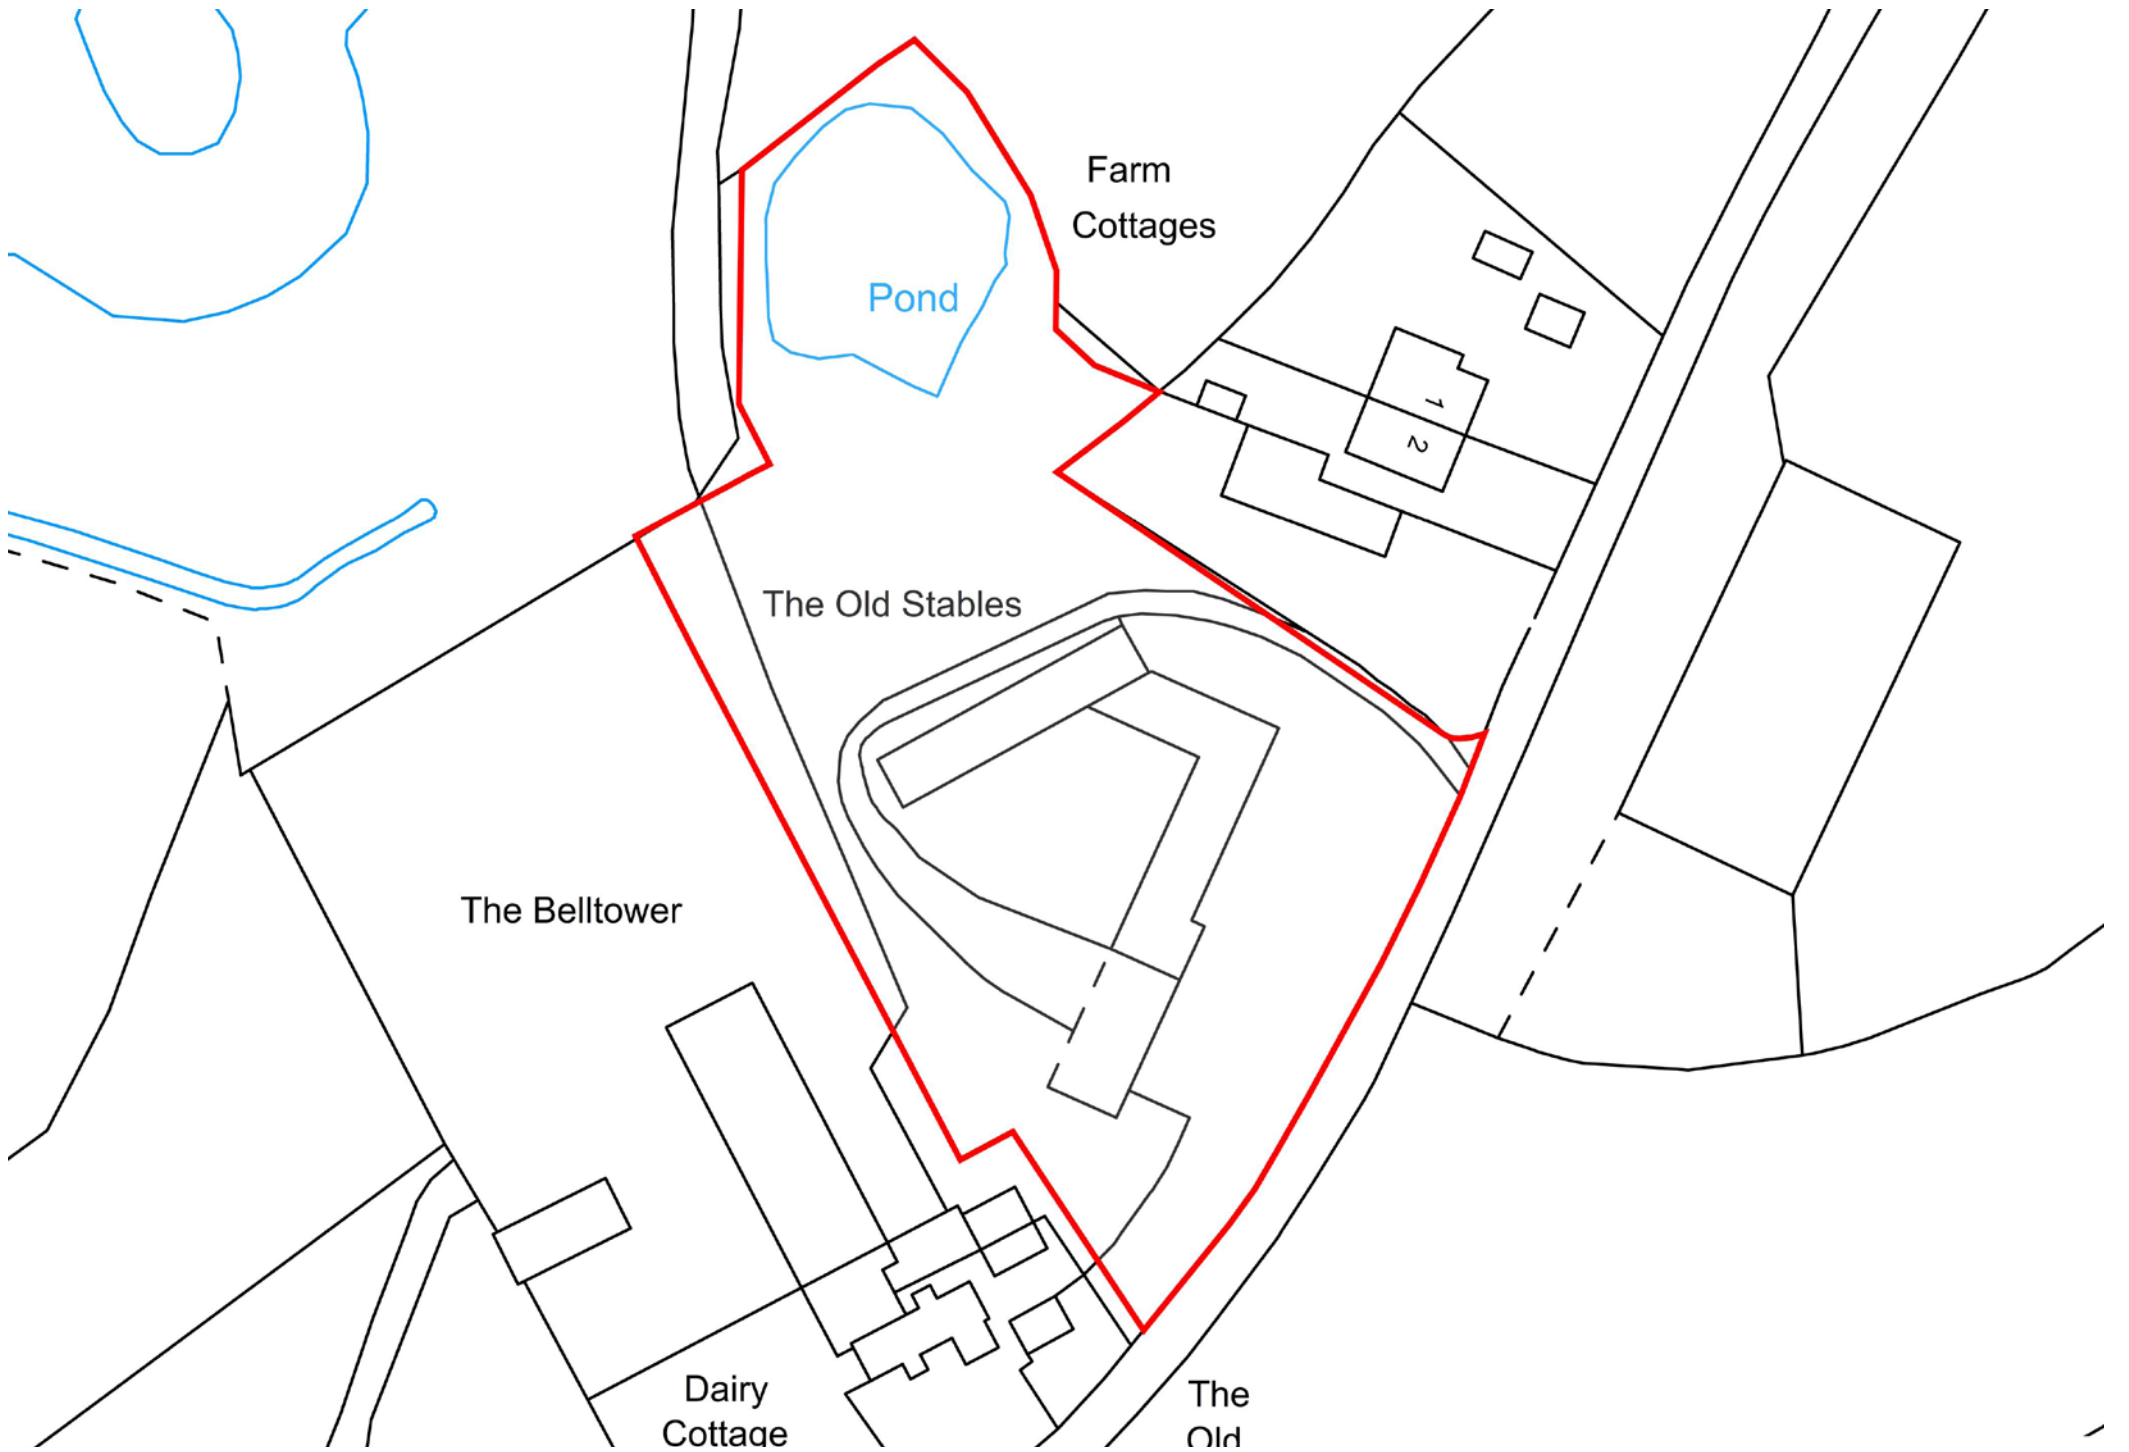 Farm
Cottages
Pond
1
2
The Old Stables
The Belltower
Dairy
Cottage
The
Old